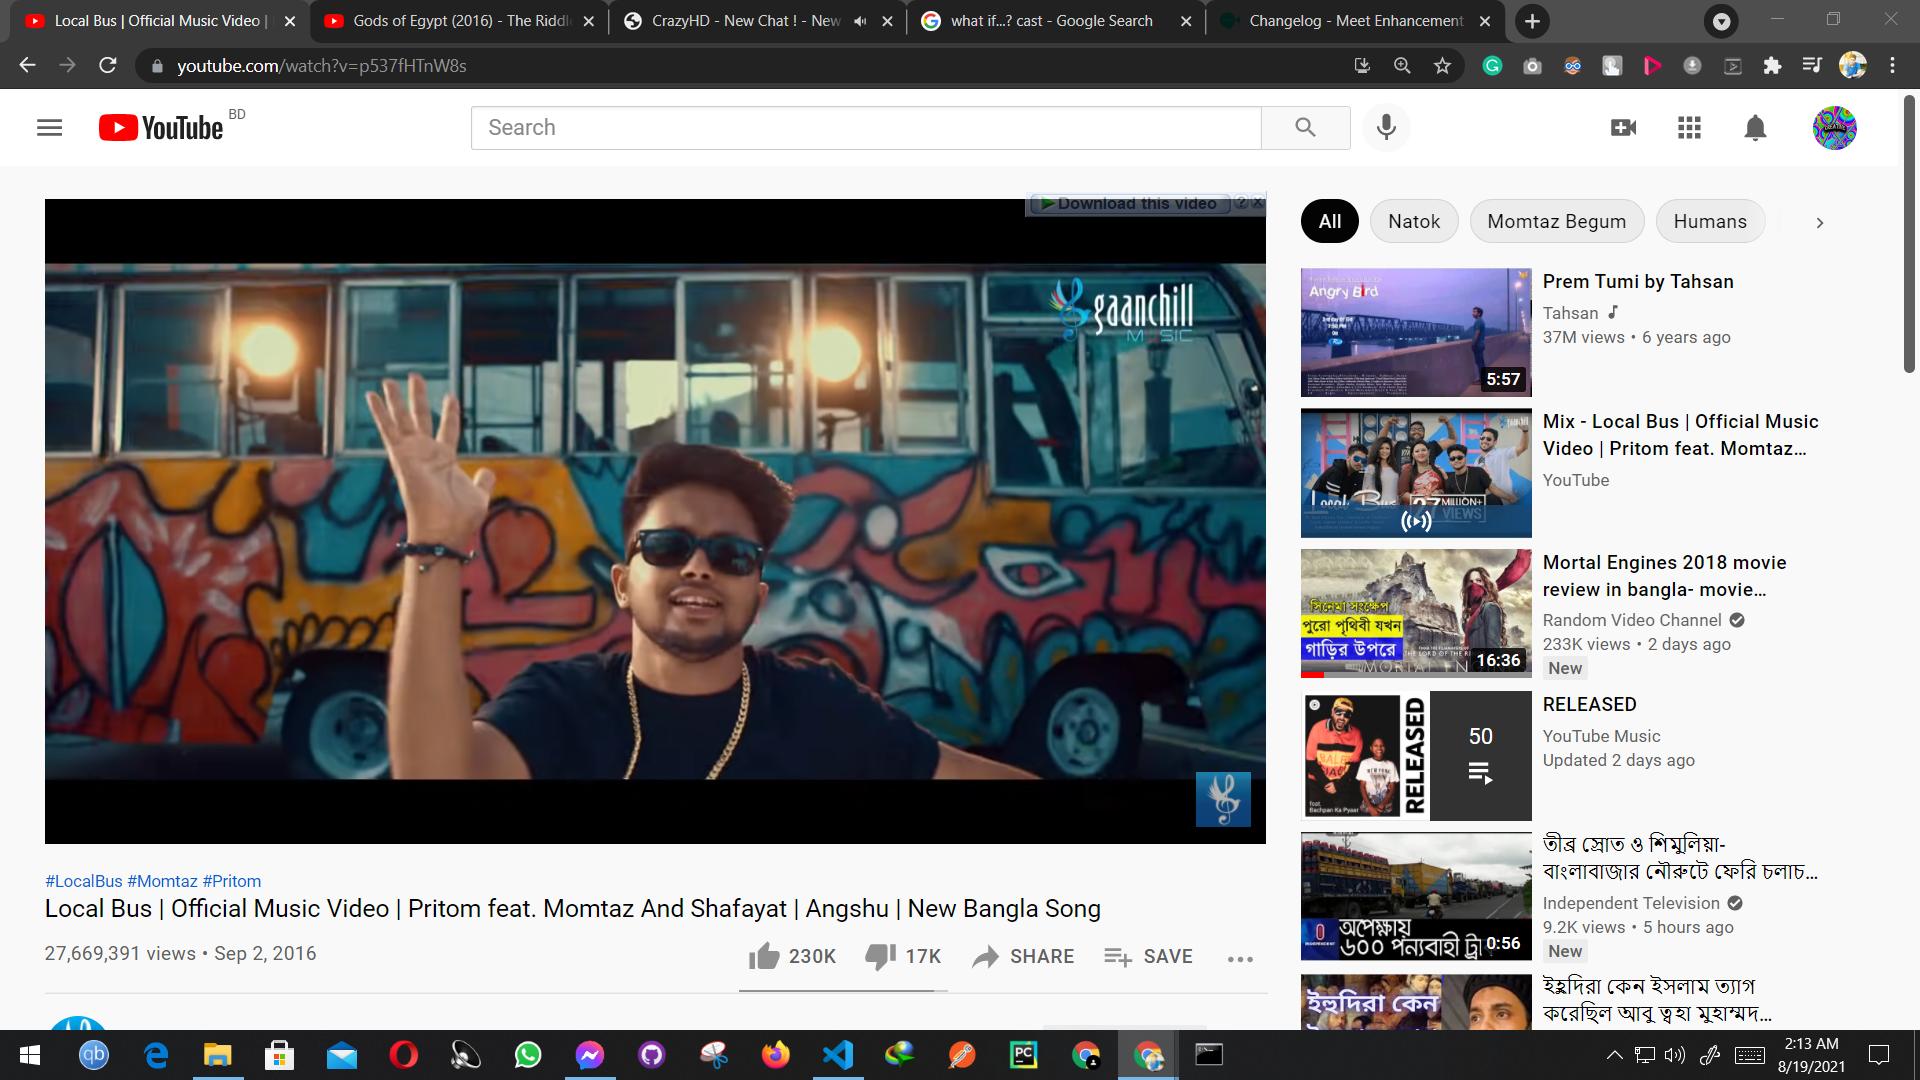 Local Bus | Official Music Video |
Gods of Egypt (2016) - The Riddle
CrazyHD - New Chat ! - New
what if...? cast - Google Search
Changelog - Meet Enhancement
youtube.com/watch?v=p537fHTnW8s
YouTube BD
Search
Download this video ? X
gaanchill
MUSIC
#LocalBus #Momtaz #Pritom
Local Bus | Official Music Video | Pritom feat. Momtaz And Shafayat | Angshu | New Bangla Song
27,669,391 views • Sep 2, 2016
230K 17K SHARE SAVE
All Natok Momtaz Begum Humans
Angry Bird
5:57
Prem Tumi by Tahsan
Tahsan
37M views • 6 years ago
Local Bus 27 MILLION+
VIEWS
Mix - Local Bus | Official Music
Video | Pritom feat. Momtaz...
YouTube
সিনেমা সংক্ষেপ
পুরো পৃথিবী যখন
গাড়ির উপরে
16:36
Mortal Engines 2018 movie
review in bangla- movie...
Random Video Channel
233K views • 2 days ago
New
RELEASED
feat.
Bachpan Ka Pyaar
50
RELEASED
YouTube Music
Updated 2 days ago
INDEPENDENT
অপেক্ষায়
৬০০ পন্যবাহী ট্রা
0:56
তীব্র স্রোত ও শিমুলিয়া-
বাংলাবাজার নৌরুটে ফেরি চলাচ...
Independent Television
9.2K views • 5 hours ago
New
ইহুদিরা কেন
ইহুদিরা কেন ইসলাম ত্যাগ
করেছিল আবু ত্বহা মুহাম্মদ...
qb
PC
2:13 AM
8/19/2021